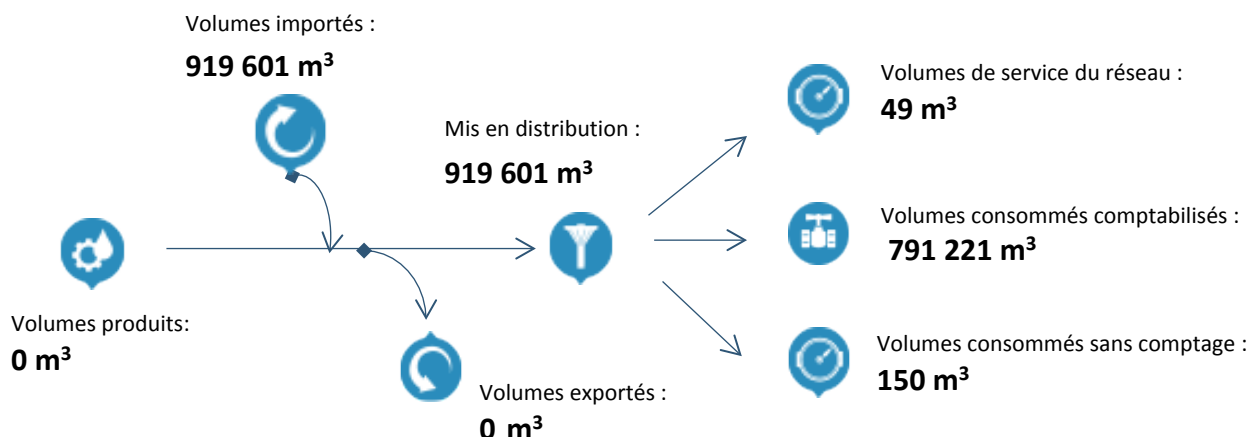 Volumes importés :
919 601 m³
Volumes de service du réseau :
49 m³
Mis en distribution :
919 601 m³
Volumes consommés comptabilisés :
791 221 m³
Volumes produits:
0 m³
Volumes consommés sans comptage :
150 m³
Volumes exportés :
0 m³